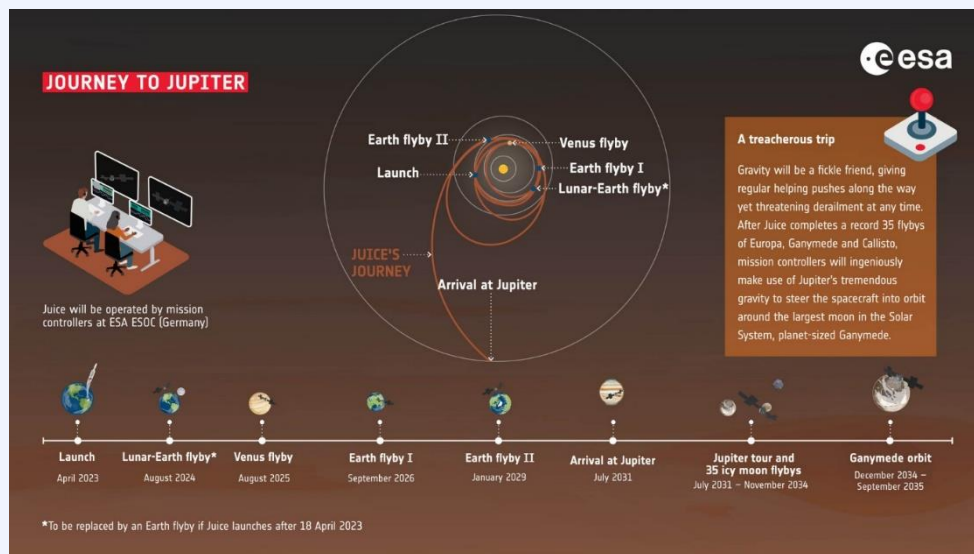 esa
JOURNEY TO JUPITER
Earth flyby II
Venus flyby
Launch
Earth flyby I
Lunar-Earth flyby*
JUICE'S
JOURNEY
Arrival at Jupiter
Juice will be operated by mission
controllers at ESA ESOC (Germany)
A treacherous trip
Gravity will be a fickle friend, giving
regular helping pushes along the way
yet threatening derailment at any time.
After Juice completes a record 35 flybys
of Europa, Ganymede and Callisto,
mission controllers will ingeniously
make use of Jupiter's tremendous
gravity to steer the spacecraft into orbit
around the largest moon in the Solar
System, planet-sized Ganymede.
Launch
April 2023
Lunar-Earth flyby*
August 2024
Venus flyby
August 2025
Earth flyby I
September 2026
Earth flyby II
January 2029
Arrival at Jupiter
July 2031
Jupiter tour and
35 icy moon flybys
July 2031 – November 2034
Ganymede orbit
December 2034 –
September 2035
*To be replaced by an Earth flyby if Juice launches after 18 April 2023